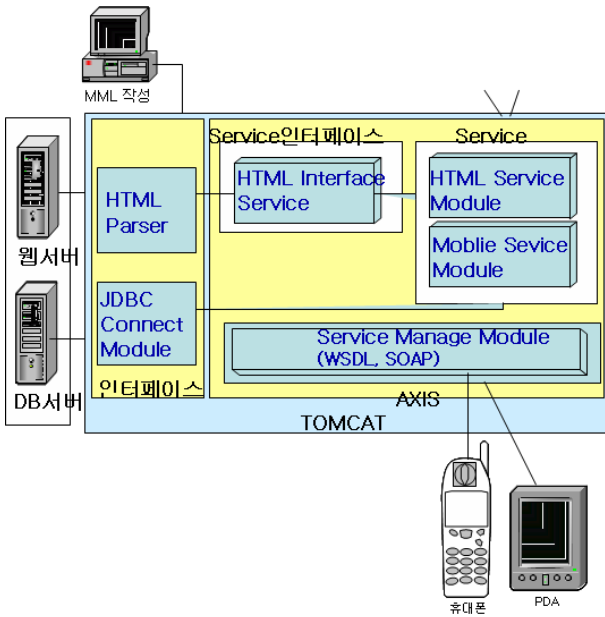 MML 작성
Service인터페이스
Service
HTML Interface
Service
HTML Service
Module
Moblie Sevice
Module
HTML
Parser
웹서버
JDBC
Connect
Module
인터페이스
DB서버
Service Manage Module
(WSDL, SOAP)
AXIS
TOMCAT
휴대폰
PDA